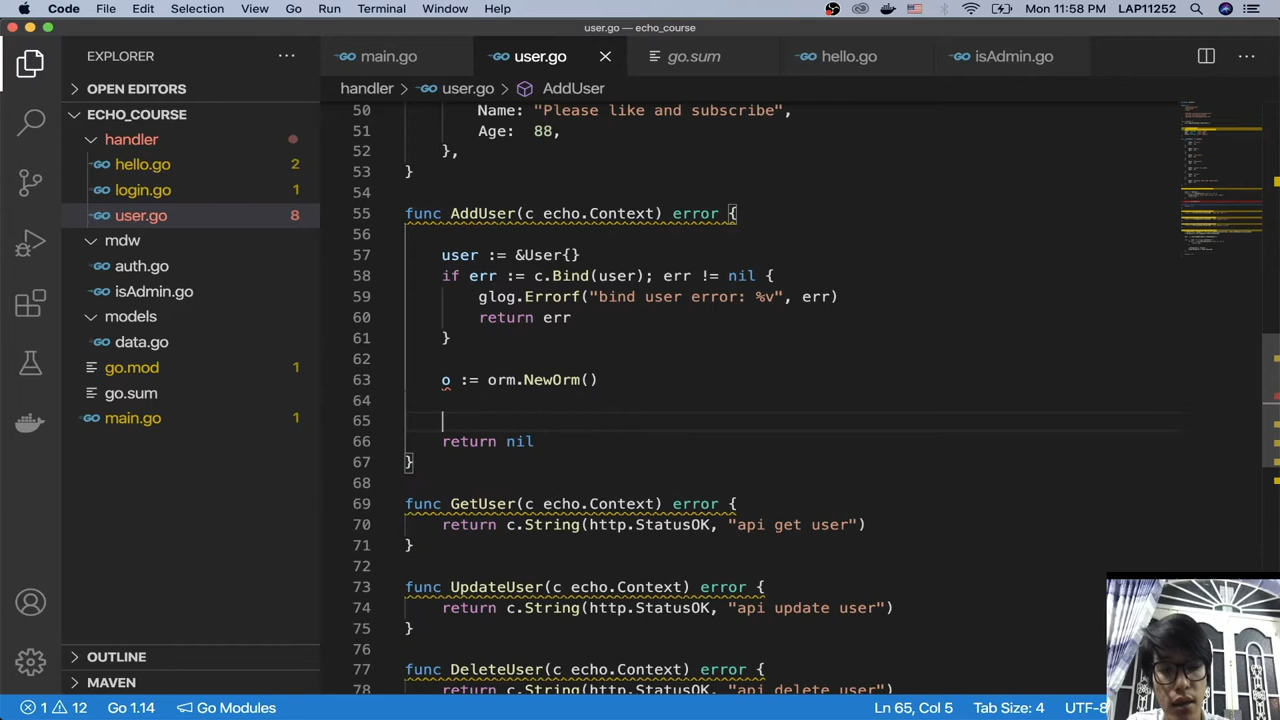 Code File Edit Selection View Go Run Terminal Window Help Mon 11:58 PM LAP11252
user.go — echo_course
EXPLORER
main.go user.go go.sum hello.go isAdmin.go
handler > user.go > AddUser
OPEN EDITORS
ECHO_COURSE
handler
hello.go 2
login.go 1
user.go 8
mdw
auth.go
isAdmin.go
models
data.go
go.mod 1
go.sum
main.go 1
OUTLINE
MAVEN
50 Name: "Please like and subscribe",
51 Age: 88,
52 },
53 }
54
55 func AddUser(c echo.Context) error {
56
57 user := &User{}
58 if err := c.Bind(user); err != nil {
59 glog.Errorf("bind user error: %v", err)
60 return err
61 }
62
63 o := orm.NewOrm()
64
65
66 return nil
67 }
68
69 func GetUser(c echo.Context) error {
70 return c.String(http.StatusOK, "api get user")
71 }
72
73 func UpdateUser(c echo.Context) error {
74 return c.String(http.StatusOK, "api update user")
75 }
76
77 func DeleteUser(c echo.Context) error {
78 return c.String(http.StatusOK, "api delete user")
1 12 Go 1.14 Go Modules Ln 65, Col 5 Tab Size: 4 UTF-8